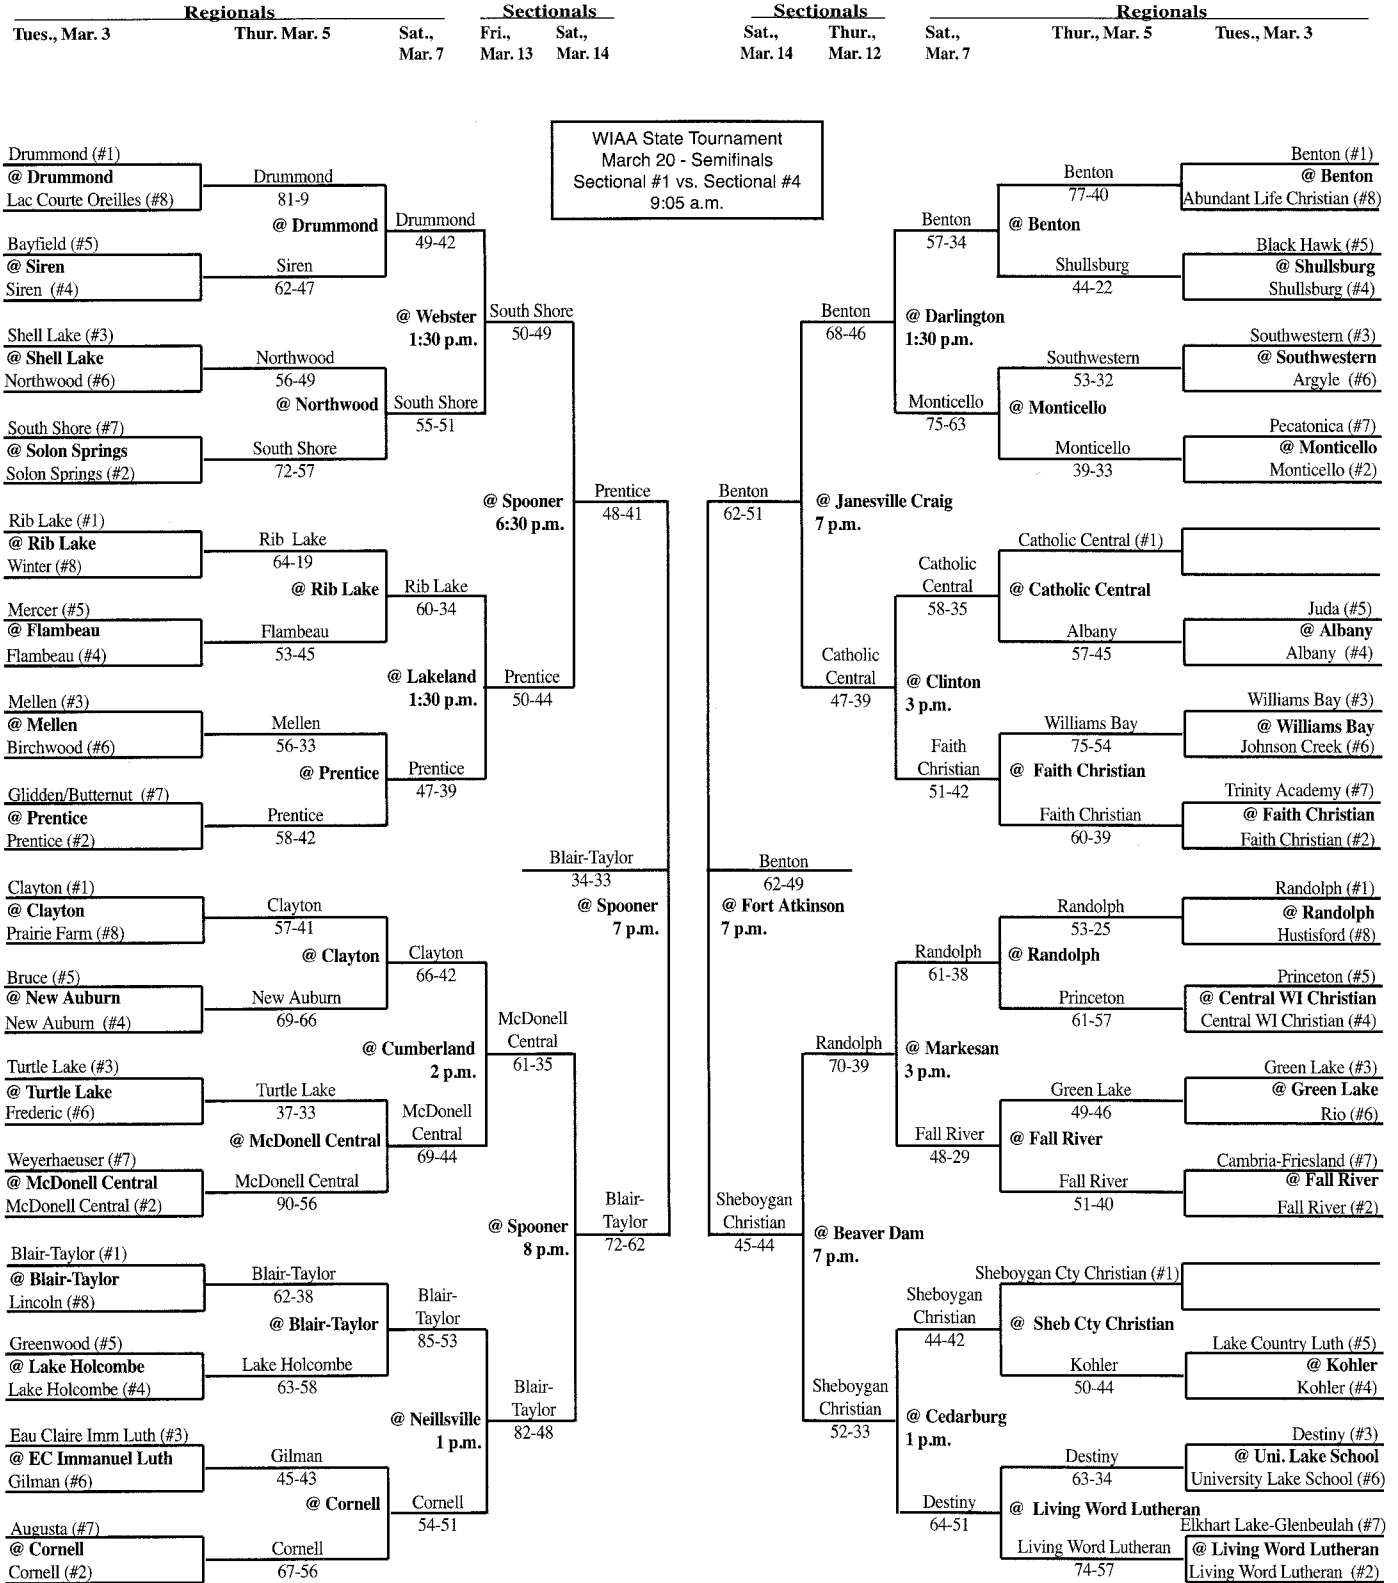 Regionals
Sectionals
Sectionals
Regionals
Tues., Mar. 3
Thur. Mar. 5
Sat.,
Mar. 7
Fri.,
Mar. 13
Sat.,
Mar. 14
Sat.,
Mar. 14
Thur.,
Mar. 12
Sat.,
Mar. 7
Thur., Mar. 5
Tues., Mar. 3
WIAA State Tournament
March 20 - Semifinals
Sectional #1 vs. Sectional #4
9:05 a.m.
Drummond (#1)
@ Drummond
Lac Courte Oreilles (#8)
Bayfield (#5)
@ Siren
Siren (#4)
Shell Lake (#3)
@ Shell Lake
Northwood (#6)
South Shore (#7)
@ Solon Springs
Solon Springs (#2)
Rib Lake (#1)
@ Rib Lake
Winter (#8)
Mercer (#5)
@ Flambeau
Flambeau (#4)
Mellen (#3)
@ Mellen
Birchwood (#6)
Glidden/Butternut (#7)
@ Prentice
Prentice (#2)
Clayton (#1)
@ Clayton
Prairie Farm (#8)
Bruce (#5)
@ New Auburn
New Auburn (#4)
Turtle Lake (#3)
@ Turtle Lake
Frederic (#6)
Weyerhaeuser (#7)
@ McDonell Central
McDonell Central (#2)
Blair-Taylor (#1)
@ Blair-Taylor
Lincoln (#8)
Greenwood (#5)
@ Lake Holcombe
Lake Holcombe (#4)
Eau Claire Imm Luth (#3)
@ EC Immanuel Luth
Gilman (#6)
Augusta (#7)
@ Cornell
Cornell (#2)
Drummond
81-9
@ Drummond
Siren
62-47
Northwood
56-49
@ Northwood
South Shore
72-57
Rib Lake
64-19
@ Rib Lake
Flambeau
53-45
Mellen
56-33
@ Prentice
Prentice
58-42
Clayton
57-41
@ Clayton
New Auburn
69-66
Turtle Lake
37-33
@ McDonell Central
McDonell Central
90-56
Blair-Taylor
62-38
@ Blair-Taylor
Lake Holcombe
63-58
Gilman
45-43
@ Cornell
Cornell
67-56
Drummond
49-42
@ Webster
1:30 p.m.
South Shore
55-51
Rib Lake
60-34
@ Lakeland
1:30 p.m.
Prentice
47-39
Clayton
66-42
@ Cumberland
2 p.m.
McDonell
Central
69-44
Blair-
Taylor
85-53
@ Neillsville
1 p.m.
Cornell
54-51
South Shore
50-49
@ Spooner
6:30 p.m.
Prentice
50-44
McDonell
Central
61-35
@ Spooner
8 p.m.
Blair-
Taylor
82-48
Prentice
48-41
Blair-Taylor
34-33
@ Spooner
7 p.m.
Blair-
Taylor
72-62
Benton
62-51
Benton
62-49
@ Fort Atkinson
7 p.m.
Sheboygan
Christian
45-44
Benton
68-46
@ Janesville Craig
7 p.m.
Catholic
Central
47-39
Randolph
70-39
@ Beaver Dam
7 p.m.
Sheboygan
Christian
52-33
Benton
57-34
@ Darlington
1:30 p.m.
Monticello
75-63
Catholic
Central
58-35
@ Clinton
3 p.m.
Faith
Christian
51-42
Randolph
61-38
@ Markesan
3 p.m.
Fall River
48-29
Sheboygan
Christian
44-42
@ Cedarburg
1 p.m.
Destiny
64-51
Benton
77-40
@ Benton
Shullsburg
44-22
Southwestern
53-32
@ Monticello
Monticello
39-33
Catholic Central (#1)
@ Catholic Central
Albany
57-45
Williams Bay
75-54
@ Faith Christian
Faith Christian
60-39
Randolph
53-25
@ Randolph
Princeton
61-57
Green Lake
49-46
@ Fall River
Fall River
51-40
Sheboygan Cty Christian (#1)
@ Sheb Cty Christian
Kohler
50-44
Destiny
63-34
@ Living Word Lutheran
Living Word Lutheran
74-57
Benton (#1)
@ Benton
Abundant Life Christian (#8)
Black Hawk (#5)
@ Shullsburg
Shullsburg (#4)
Southwestern (#3)
@ Southwestern
Argyle (#6)
Pecatonica (#7)
@ Monticello
Monticello (#2)
Juda (#5)
@ Albany
Albany (#4)
Williams Bay (#3)
@ Williams Bay
Johnson Creek (#6)
Trinity Academy (#7)
@ Faith Christian
Faith Christian (#2)
Randolph (#1)
@ Randolph
Hustisford (#8)
Princeton (#5)
@ Central WI Christian
Central WI Christian (#4)
Green Lake (#3)
@ Green Lake
Rio (#6)
Cambria-Friesland (#7)
@ Fall River
Fall River (#2)
Lake Country Luth (#5)
@ Kohler
Kohler (#4)
Destiny (#3)
@ Uni. Lake School
University Lake School (#6)
Elkhart Lake-Glenbeulah (#7)
@ Living Word Lutheran
Living Word Lutheran (#2)